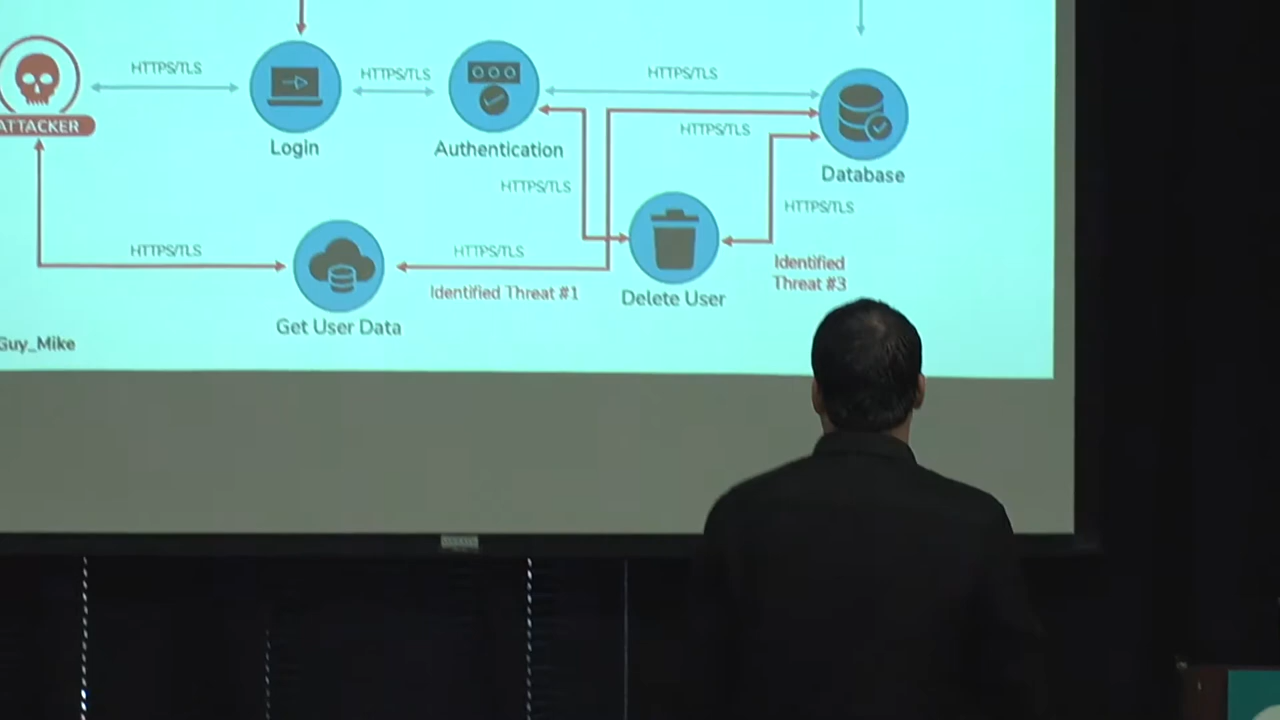 HTTPS/TLS
HTTPS/TLS
HTTPS/TLS
ATTACKER
HTTPS/TLS
Login
Authentication
Database
HTTPS/TLS
HTTPS/TLS
HTTPS/TLS
HTTPS/TLS
Identified
Threat #3
Identified Threat #1
Delete User
Get User Data
Guy_Mike